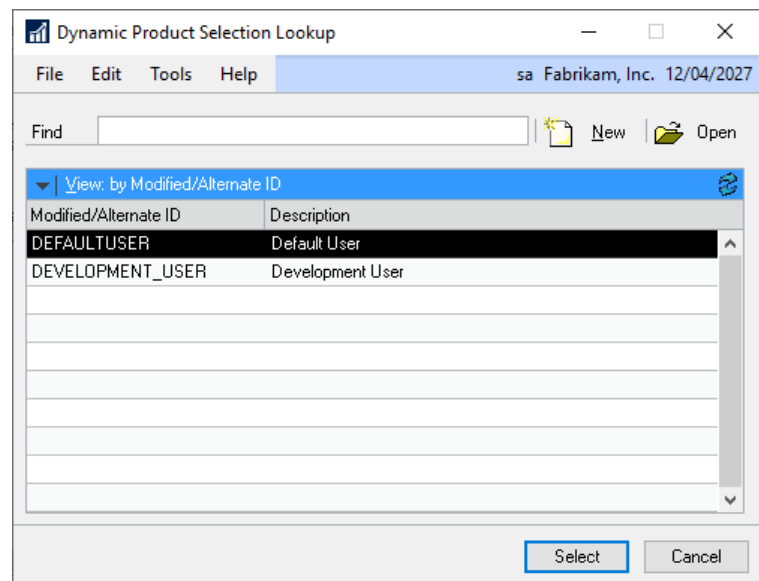 Dynamic Product Selection Lookup
File Edit Tools Help sa Fabrikam, Inc. 12/04/2027
Find New Open
View: by Modified/Alternate ID
Modified/Alternate ID Description
DEFAULTUSER Default User
DEVELOPMENT_USER Development User
Select Cancel